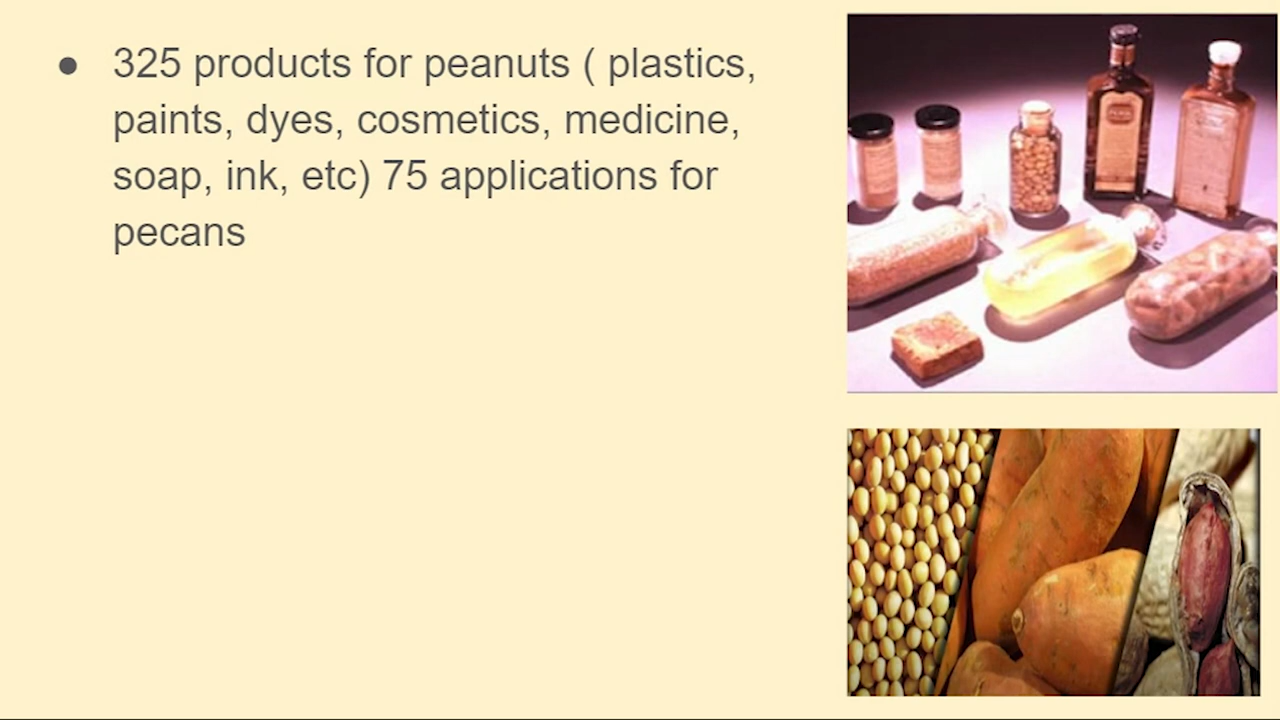 ● 325 products for peanuts ( plastics,
paints, dyes, cosmetics, medicine,
soap, ink, etc) 75 applications for
pecans